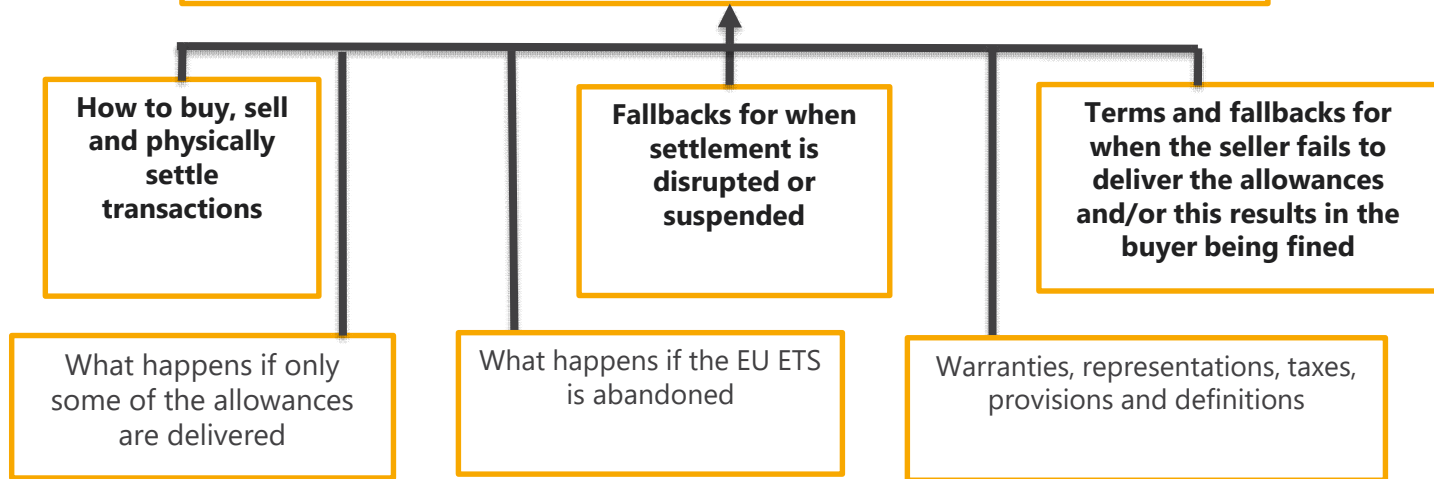 How to buy, sell
and physically
settle
transactions
Fallbacks for when
settlement is
disrupted or
suspended
Terms and fallbacks for
when the seller fails to
deliver the allowances
and/or this results in the
buyer being fined
What happens if only
some of the allowances
are delivered
What happens if the EU ETS
is abandoned
Warranties, representations, taxes,
provisions and definitions